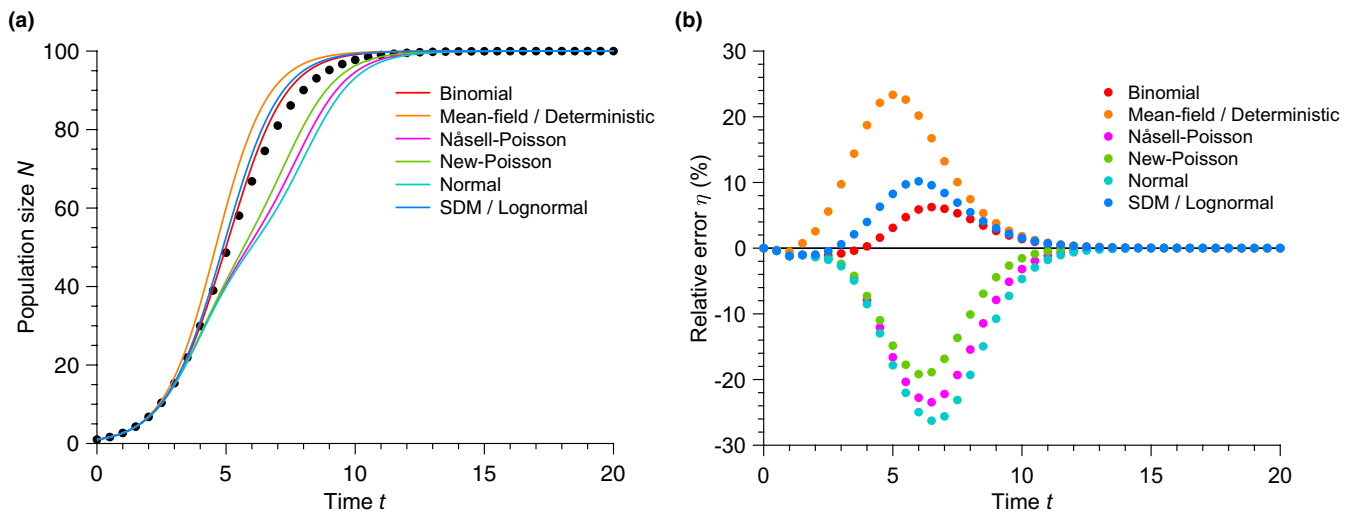 (a)
Population size N
100
80
60
40
20
0
0 5 10 15 20
Time t
Binomial
Mean-field / Deterministic
Nåsell-Poisson
New-Poisson
Normal
SDM / Lognormal
(b)
Relative error η (%)
30
20
10
0
-10
-20
-30
0 5 10 15 20
Time t
Binomial
Mean-field / Deterministic
Nåsell-Poisson
New-Poisson
Normal
SDM / Lognormal